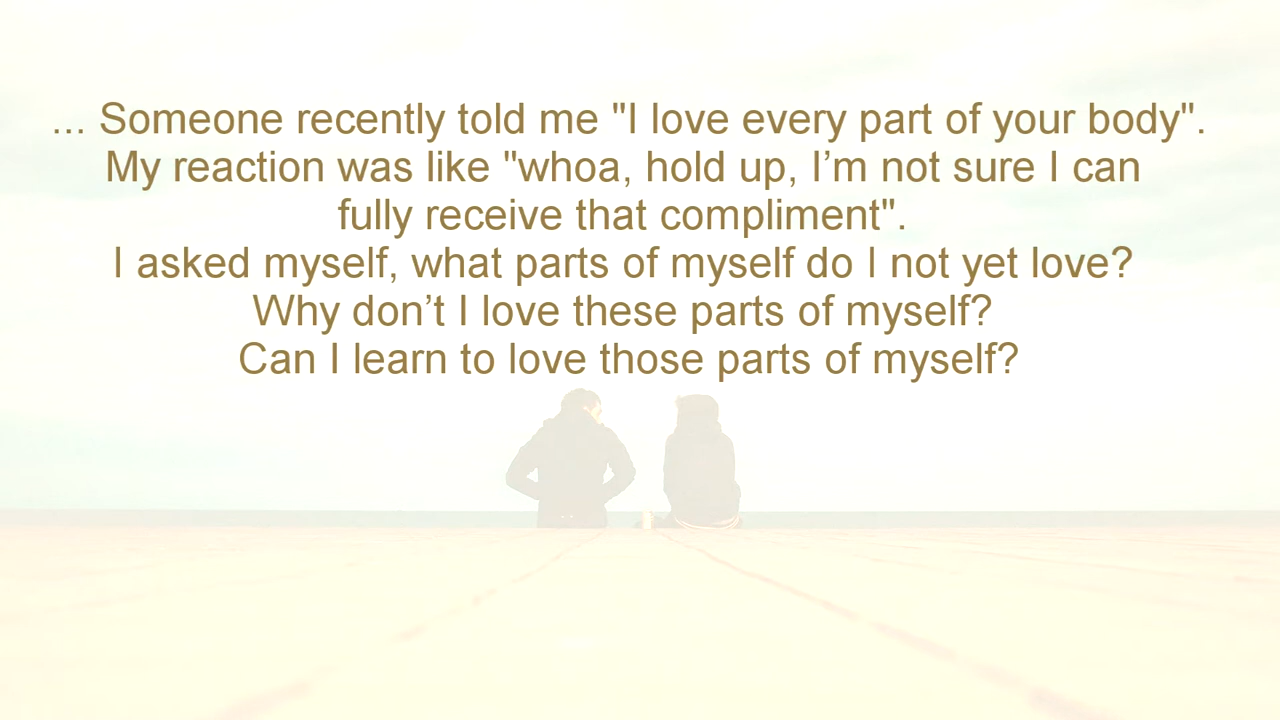 ... Someone recently told me "I love every part of your body".
My reaction was like "whoa, hold up, I’m not sure I can
fully receive that compliment".
I asked myself, what parts of myself do I not yet love?
Why don’t I love these parts of myself?
Can I learn to love those parts of myself?